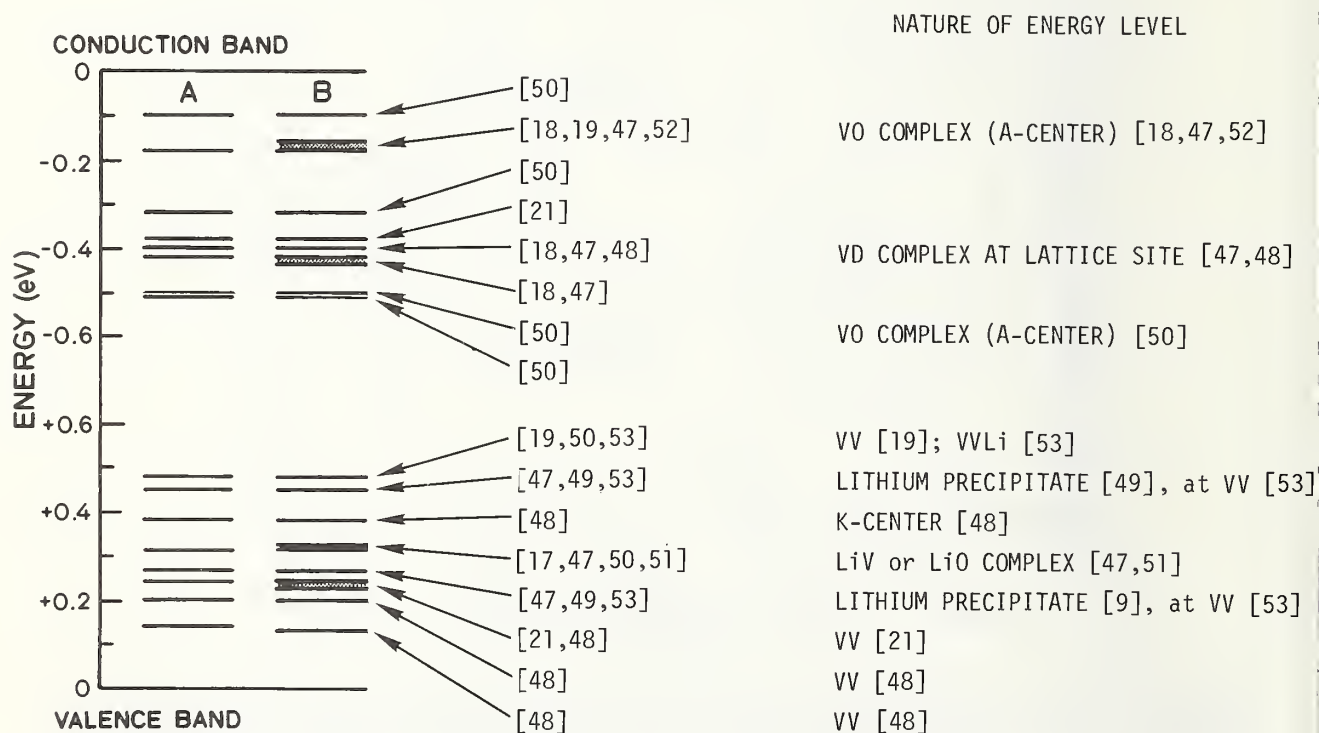 NATURE OF ENERGY LEVEL
CONDUCTION BAND
0
A B
[50]
[18,19,47,52] VO COMPLEX (A-CENTER) [18,47,52]
-0.2
[50]
[21]
-0.4
[18,47,48] VD COMPLEX AT LATTICE SITE [47,48]
[18,47]
-0.6
[50] VO COMPLEX (A-CENTER) [50]
[50]
ENERGY (eV)
+0.6
[19,50,53] VV [19]; VVLi [53]
[47,49,53] LITHIUM PRECIPITATE [49], at VV [53]
+0.4
[48] K-CENTER [48]
[17,47,50,51] LiV or LiO COMPLEX [47,51]
+0.2
[47,49,53] LITHIUM PRECIPITATE [9], at VV [53]
[21,48] VV [21]
[48] VV [48]
0
VALENCE BAND
[48] VV [48]